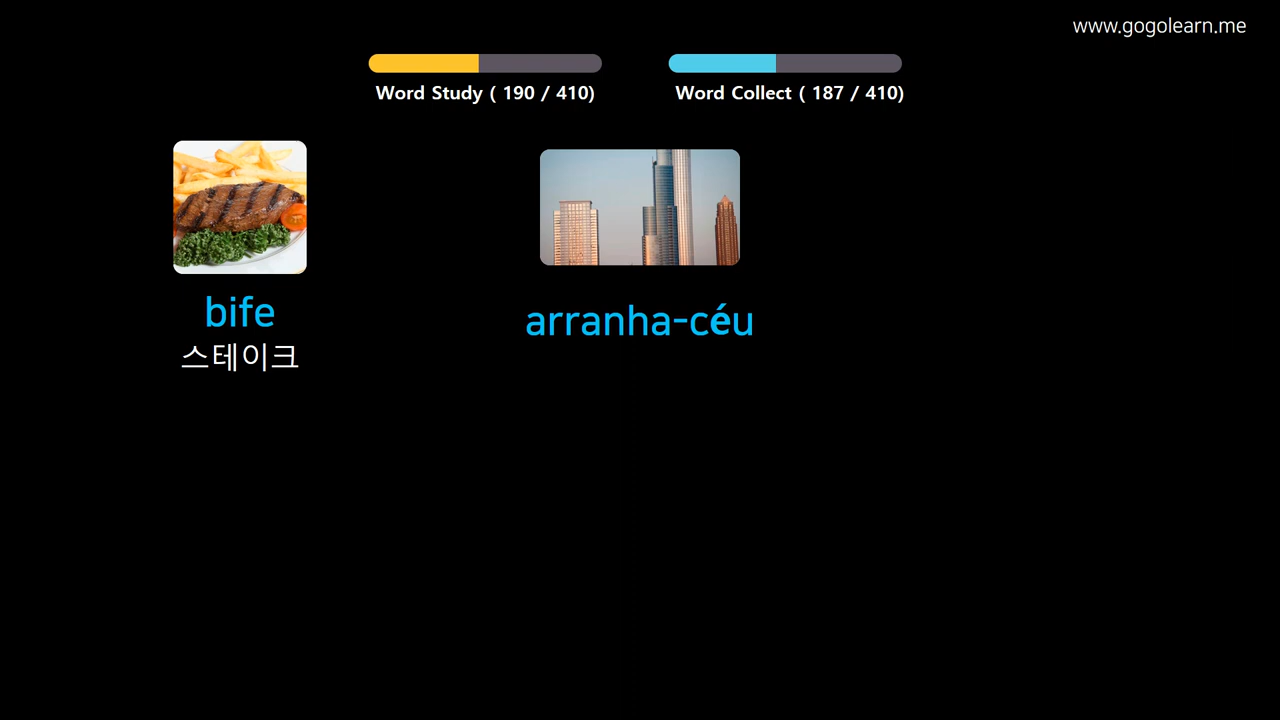 www.gogolearn.me
Word Study ( 190 / 410)
Word Collect ( 187 / 410)
bife
스테이크
arranha-céu